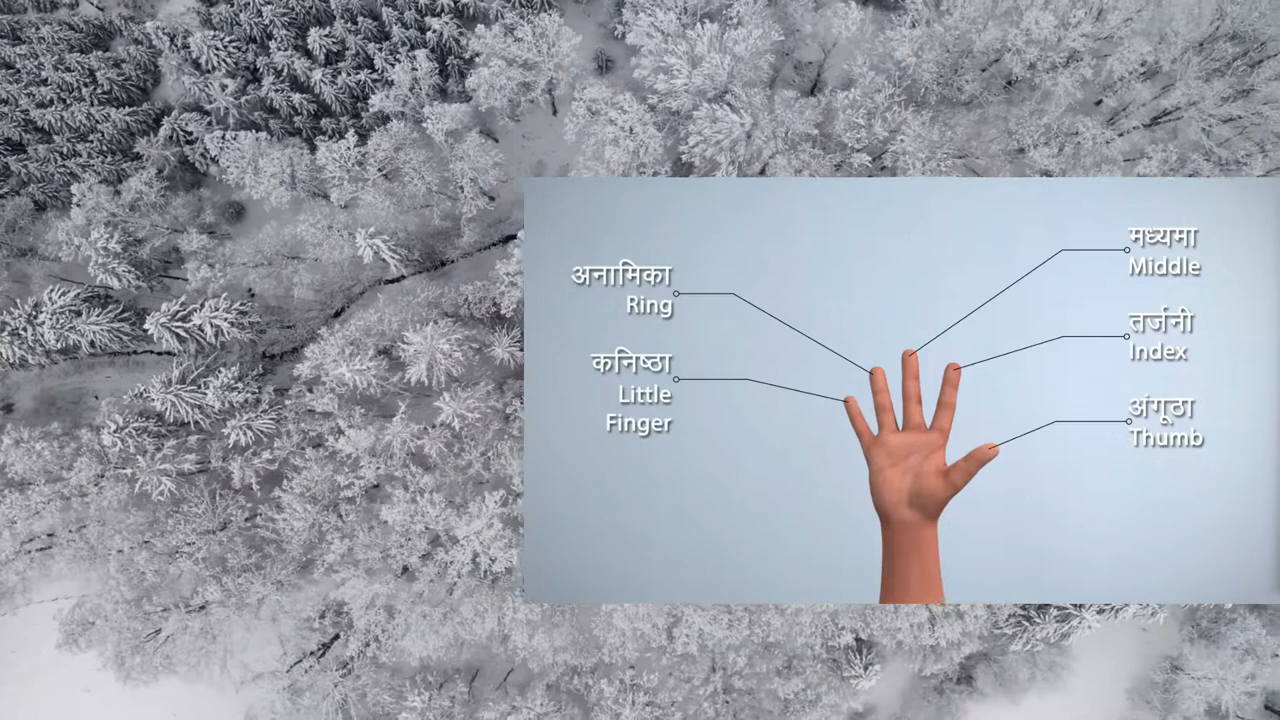 अनामिका
Ring
कनिष्ठा
Little
Finger
मध्यमा
Middle
तर्जनी
Index
अंगूठा
Thumb